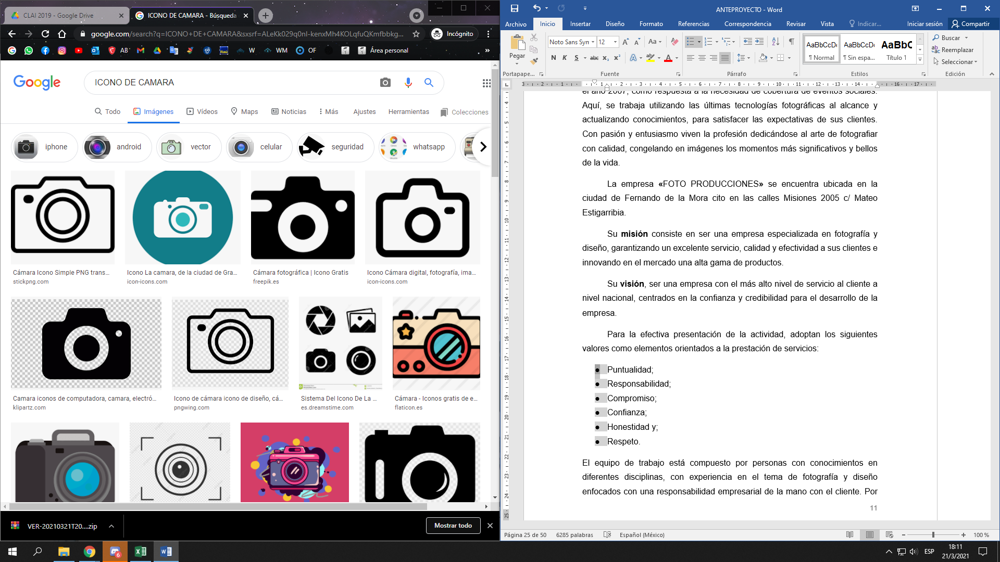 CLAI 2019 - Google Drive
ICONO DE CAMARA - Búsqueda
google.com/search?q=ICONO+DE+CAMARA&sxsrf=ALeKk029q0nI-kenxMh4KOLqfuQKmfbbkg...
Incógnito
AB
W
WM
OF
Área personal
»
Google
ICONO DE CAMARA
Todo
Imágenes
Vídeos
Maps
Noticias
Más
Ajustes
Herramientas
Colecciones
iphone
android
vector
celular
seguridad
whatsapp
Cámara Icono Simple PNG trans...
stickpng.com
Icono La camara, de la ciudad de Gra...
icon-icons.com
Cámara fotográfica | Icono Gratis
freepik.es
Icono Cámara digital, fotografía, ima...
icon-icons.com
Camara iconos de computadora, camara, electró...
klipartz.com
Icono de cámara icono de diseño, cá...
pngwing.com
Sistema Del Icono De La ...
es.dreamstime.com
Cámara - Iconos gratis de e...
flaticon.es
VER-20210321T20....zip
Mostrar todo
ANTEPROYECTO - Word
Archivo
Inicio
Insertar
Diseño
Formato
Referencias
Correspondencia
Revisar
Vista
Indicar...
Iniciar sesión
Compartir
Pegar
Portapape...
Noto Sans Syn
12
N K S abc x₂ x²
Fuente
Párrafo
AaBbCcDc
¶ Normal
AaBbCcDc
¶ Sin espa...
AaBbC
Título 1
Estilos
Buscar
Reemplazar
Seleccionar
Edición
el año 2007, como respuesta a la necesidad de cobertura de eventos sociales.
Aquí, se trabaja utilizando las últimas tecnologías fotográficas al alcance y
actualizando conocimientos, para satisfacer las expectativas de sus clientes.
Con pasión y entusiasmo viven la profesión dedicándose al arte de fotografiar
con calidad, congelando en imágenes los momentos más significativos y bellos
de la vida.
La empresa «FOTO PRODUCCIONES» se encuentra ubicada en la
ciudad de Fernando de la Mora cito en las calles Misiones 2005 c/ Mateo
Estigarribia.
Su misión consiste en ser una empresa especializada en fotografía y
diseño, garantizando un excelente servicio, calidad y efectividad a sus clientes e
innovando en el mercado una alta gama de productos.
Su visión, ser una empresa con el más alto nivel de servicio al cliente a
nivel nacional, centrados en la confianza y credibilidad para el desarrollo de la
empresa.
Para la efectiva presentación de la actividad, adoptan los siguientes
valores como elementos orientados a la prestación de servicios:
● Puntualidad;
● Responsabilidad;
● Compromiso;
● Confianza;
● Honestidad y;
● Respeto.
El equipo de trabajo está compuesto por personas con conocimientos en
diferentes disciplinas, con experiencia en el tema de fotografía y diseño
enfocados con una responsabilidad empresarial de la mano con el cliente. Por
11
Página 25 de 50
6285 palabras
Español (México)
100 %
6
ESP
18:11
21/3/2021